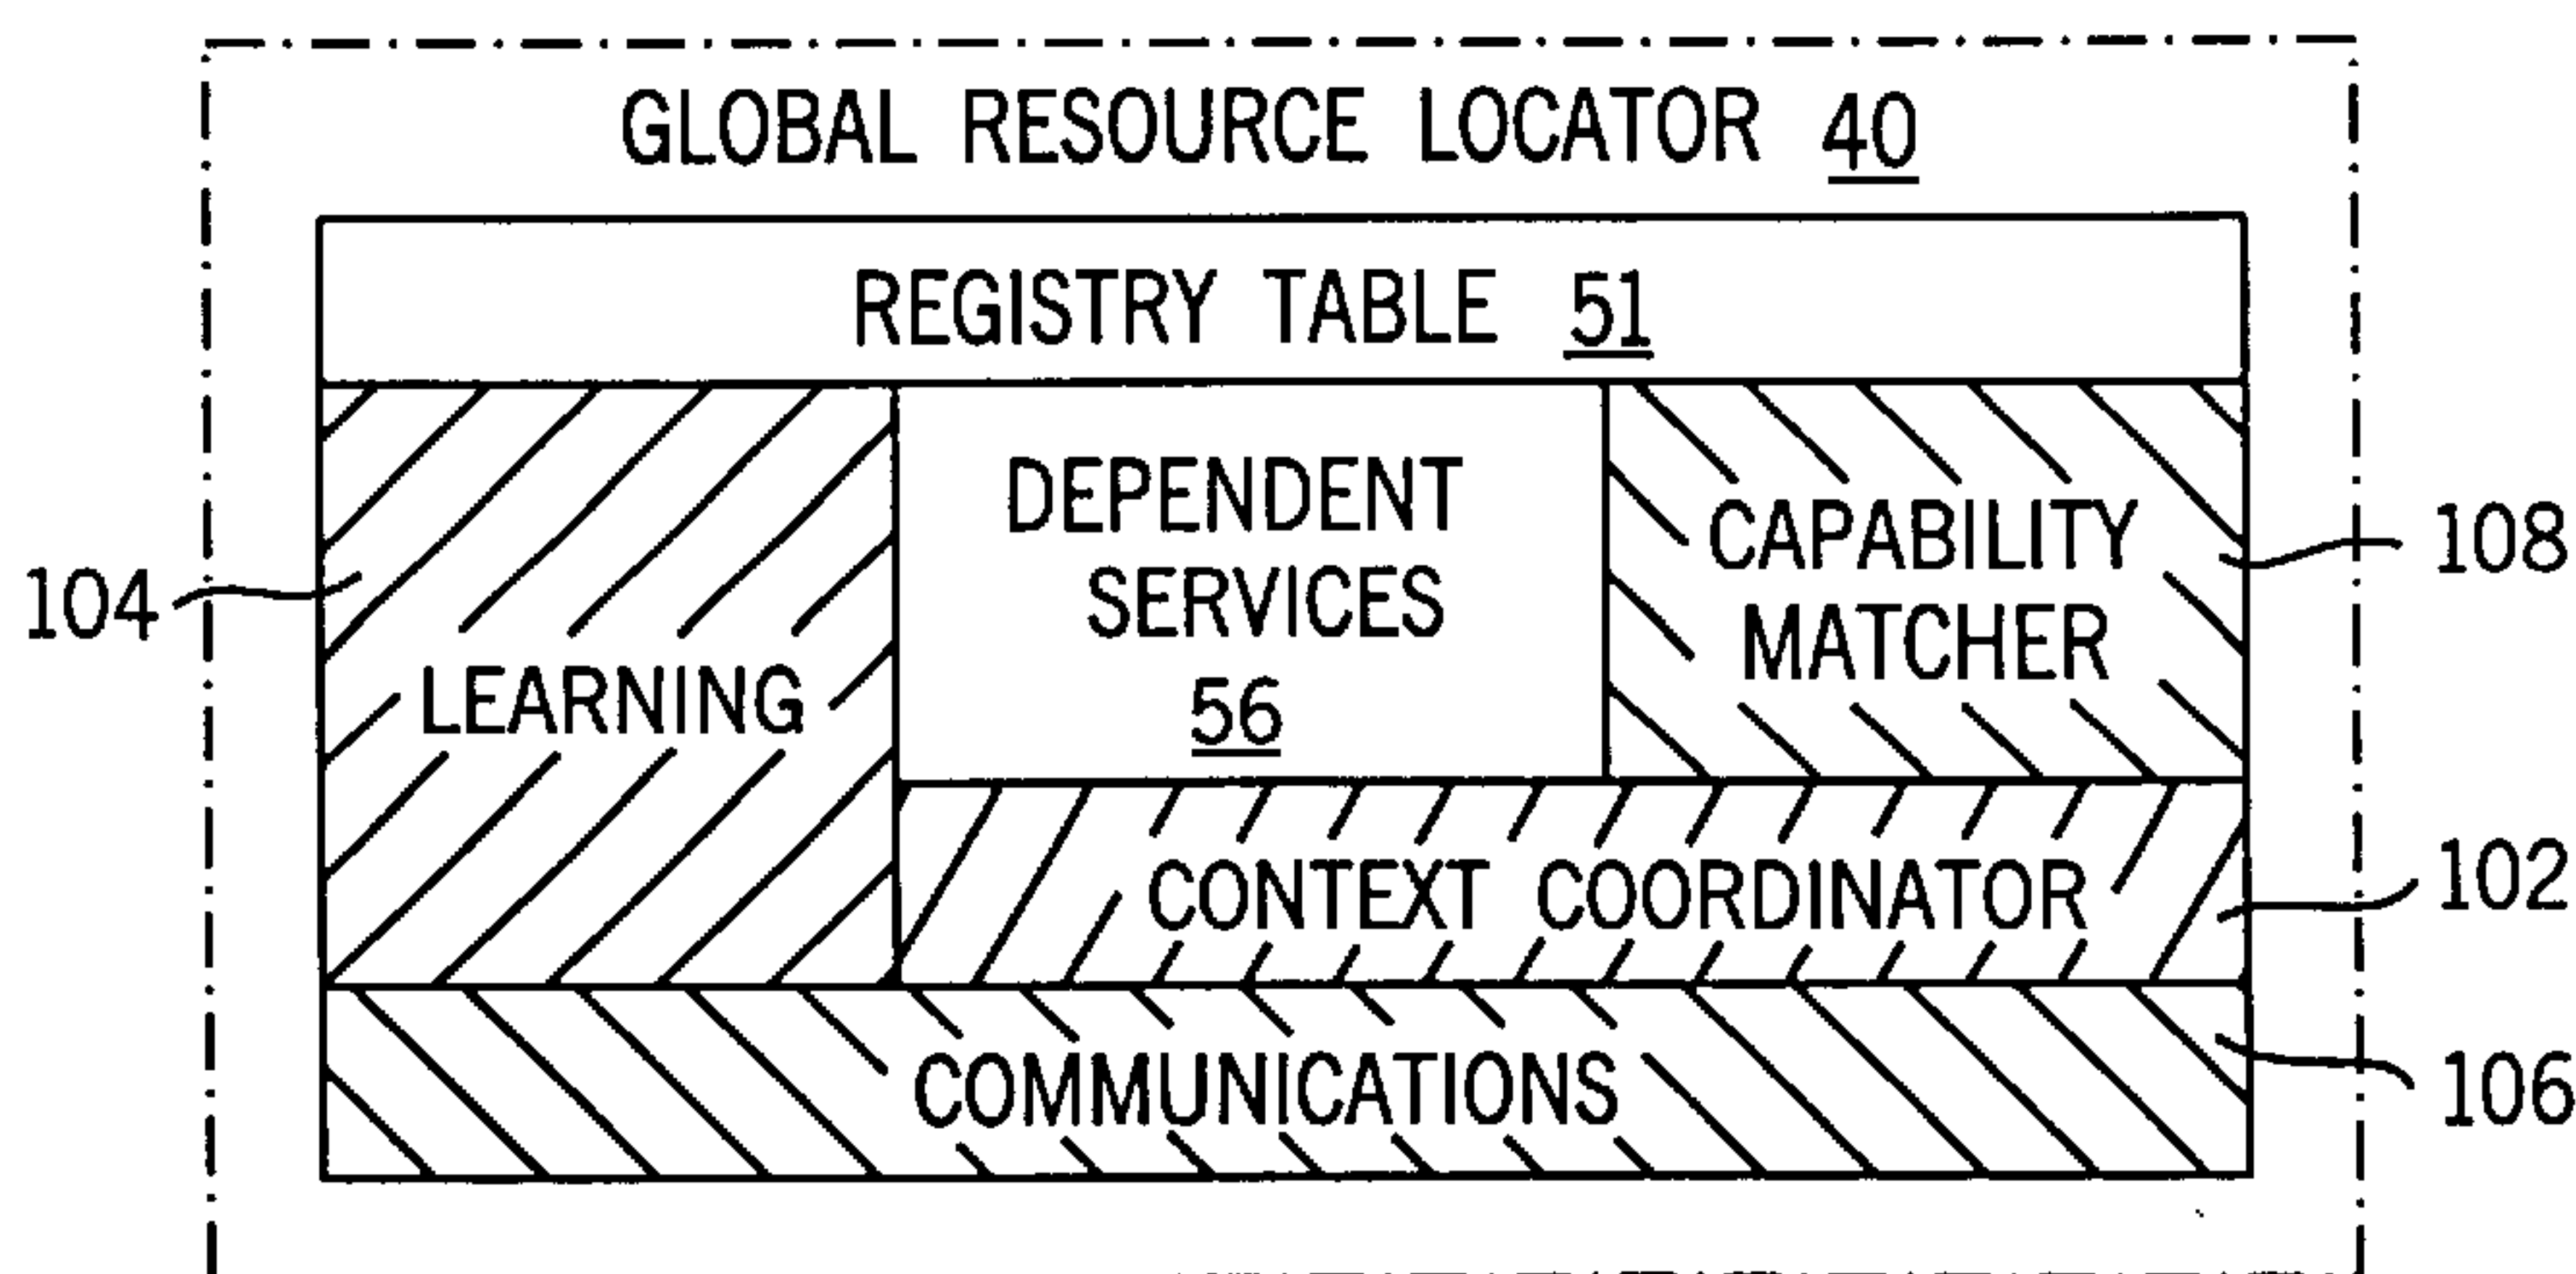 GLOBAL RESOURCE LOCATOR 40
REGISTRY TABLE 51
DEPENDENT
SERVICES
56
CAPABILITY
MATCHER
108
104
LEARNING
CONTEXT COORDINATOR
102
COMMUNICATIONS
106